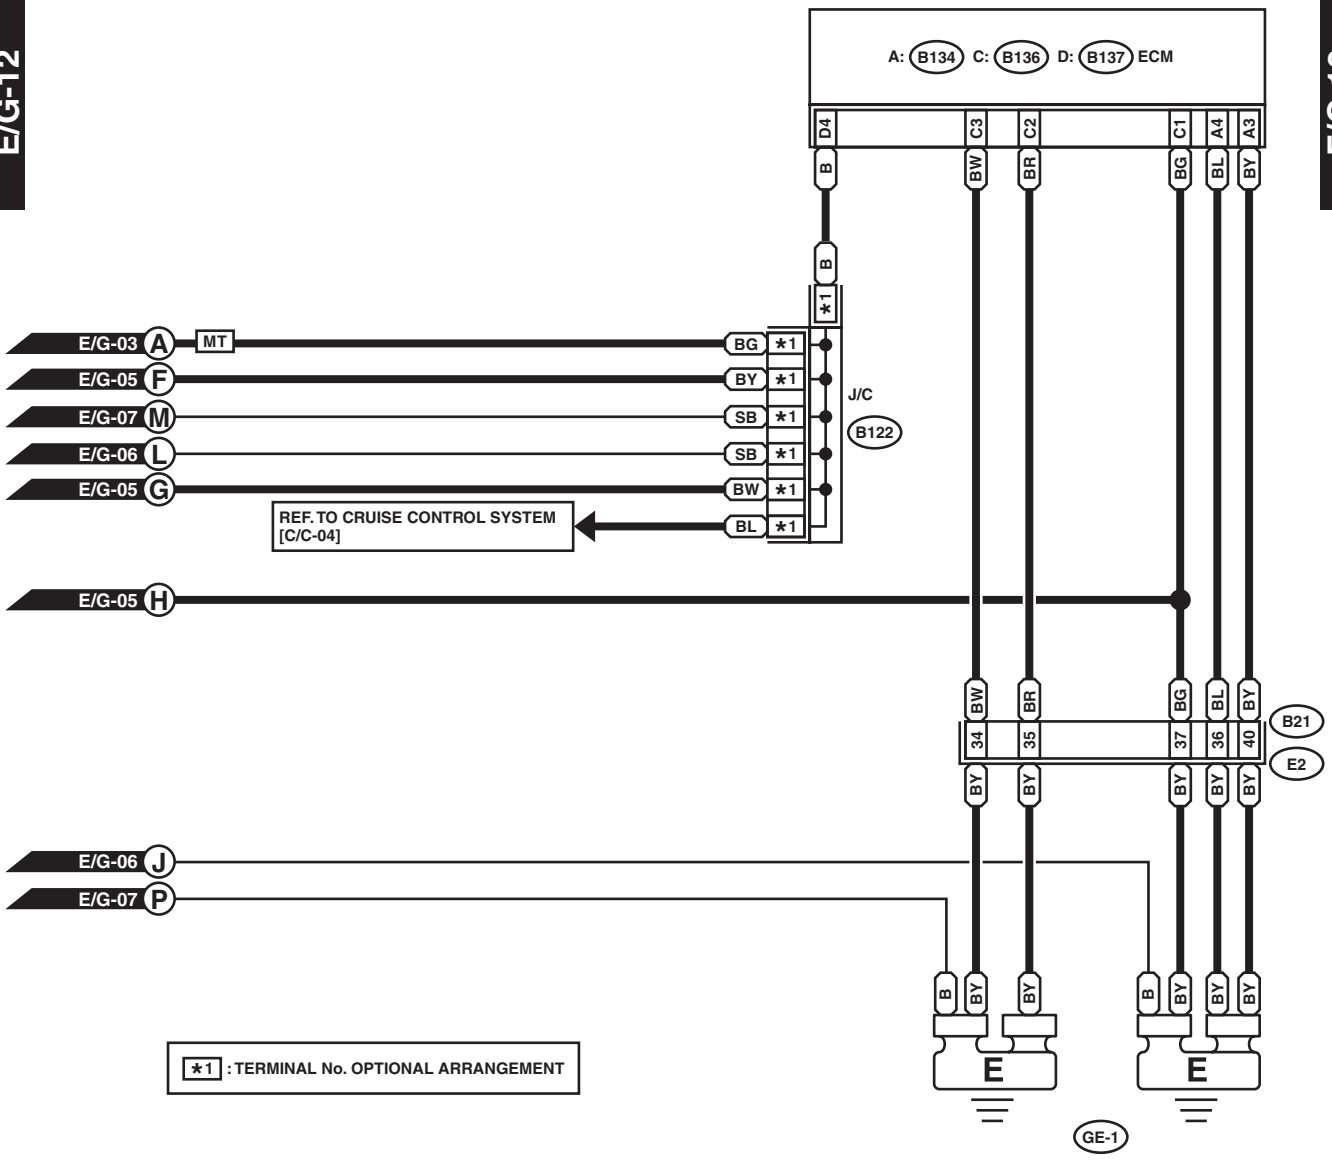 E/G-12
A: B134 C: B136 D: B137 ECM
D4 C3 C2 C1 A4 A3
B BW BR BG BL BY
B
*1
E/G-03 A MT BG *1
E/G-05 F BY *1
J/C
E/G-07 M SB *1
B122
E/G-06 L SB *1
E/G-05 G BW *1
REF. TO CRUISE CONTROL SYSTEM
[C/C-04]
BL *1
E/G-05 H
BW BR BG BL BY
B21
34 35 37 36 40
E2
BY BY BY BY BY
E/G-06 J
E/G-07 P
B BY BY B BY BY BY
*1 : TERMINAL No. OPTIONAL ARRANGEMENT
E E
GE-1